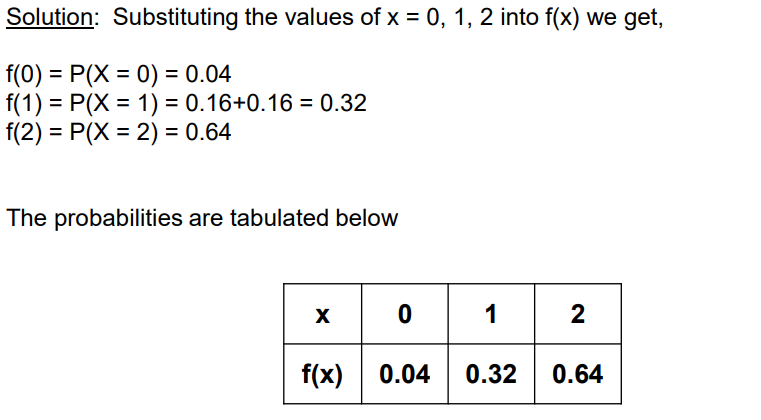 Solution:  Substituting the values of x = 0, 1, 2 into f(x) we get,
f(0) = P(X = 0) = 0.04
f(1) = P(X = 1) = 0.16+0.16 = 0.32
f(2) = P(X = 2) = 0.64
The probabilities are tabulated below
x 0 1 2
f(x) 0.04 0.32 0.64